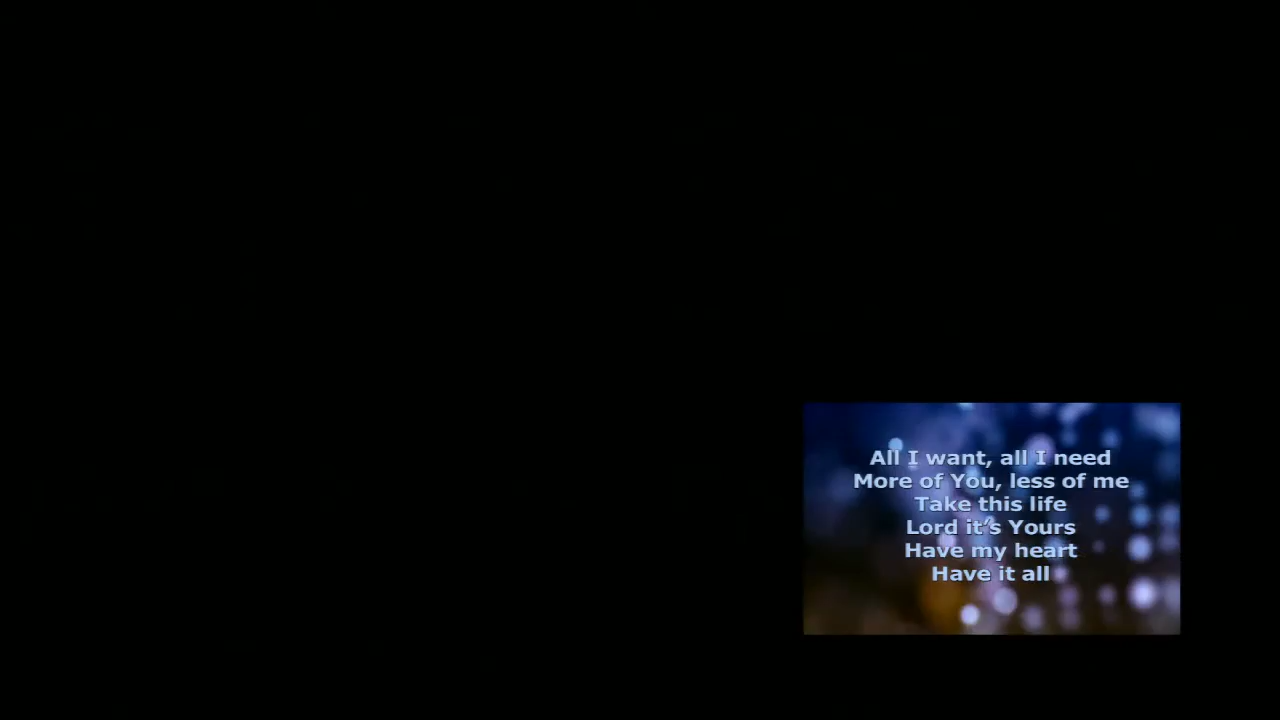 All I want, all I need
More of You, less of me
Take this life
Lord it's Yours
Have my heart
Have it all